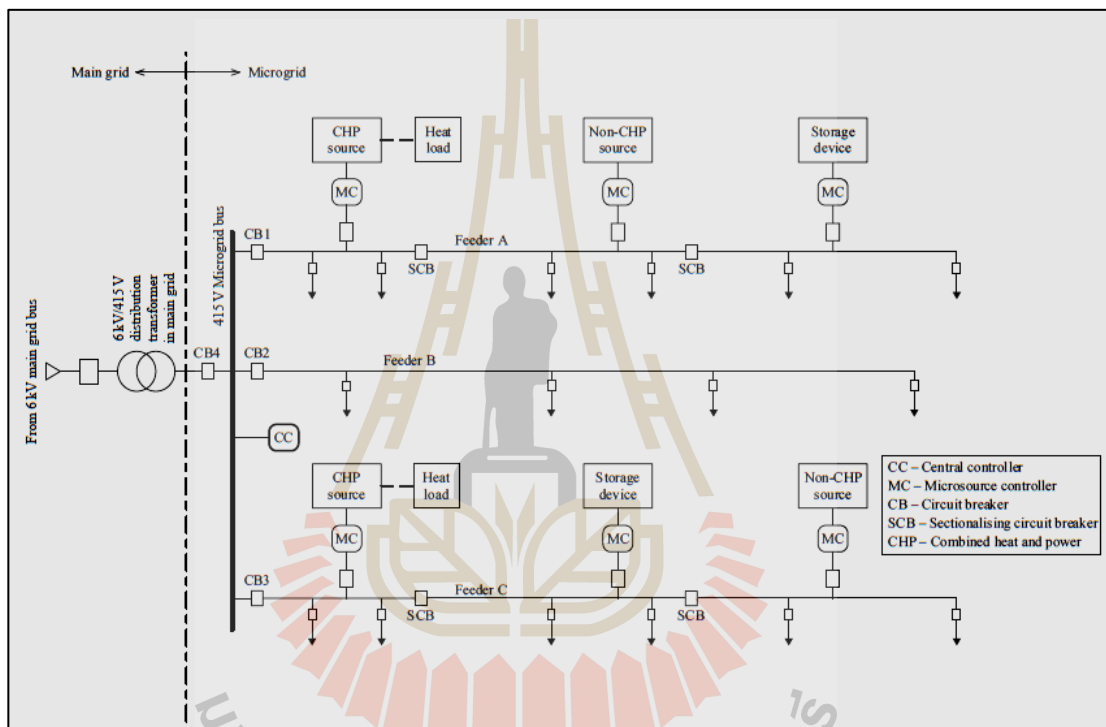 Main grid
Microgrid
CHP
source
Heat
load
Non-CHP
source
Storage
device
MC
MC
MC
CB1
Feeder A
SCB
SCB
415 V Microgrid bus
6 kV/415 V
distribution
transformer
in main grid
From 6 kV main grid bus
CB4
CB2
Feeder B
CC
CHP
source
Heat
load
Storage
device
Non-CHP
source
MC
MC
MC
CB3
Feeder C
SCB
SCB
CC – Central controller
MC – Microsource controller
CB – Circuit breaker
SCB – Sectionalising circuit breaker
CHP – Combined heat and power